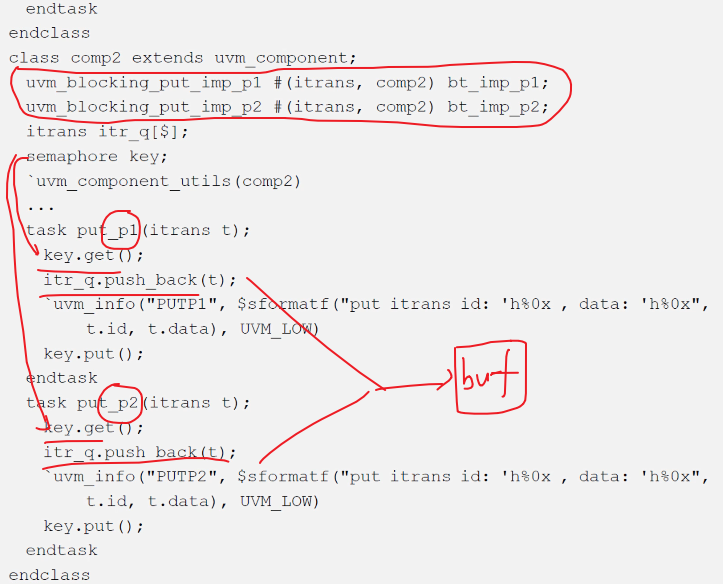 endtask
endclass
class comp2 extends uvm_component;
uvm_blocking_put_imp_p1 #(itrans, comp2) bt_imp_p1;
uvm_blocking_put_imp_p2 #(itrans, comp2) bt_imp_p2;
itrans itr_q[$];
semaphore key;
`uvm_component_utils(comp2)
...
task put_p1(itrans t);
key.get();
itr_q.push_back(t);
`uvm_info("PUTP1", $sformatf("put itrans id: 'h%0x , data: 'h%0x",
t.id, t.data), UVM_LOW)
key.put();
endtask
task put_p2(itrans t);
key.get();
itr_q.push_back(t);
`uvm_info("PUTP2", $sformatf("put itrans id: 'h%0x , data: 'h%0x",
t.id, t.data), UVM_LOW)
key.put();
endtask
endclass
buf